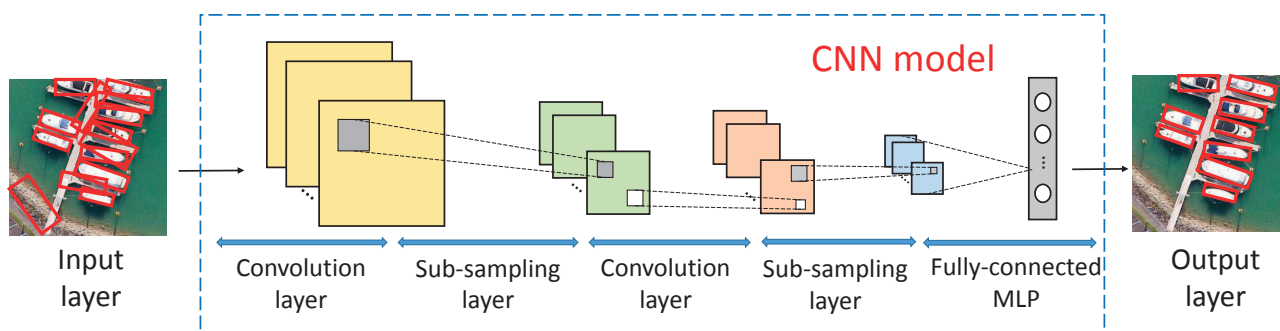 CNN model
Input
layer
Convolution
layer
Sub-sampling
layer
Convolution
layer
Sub-sampling
layer
Fully-connected
MLP
Output
layer